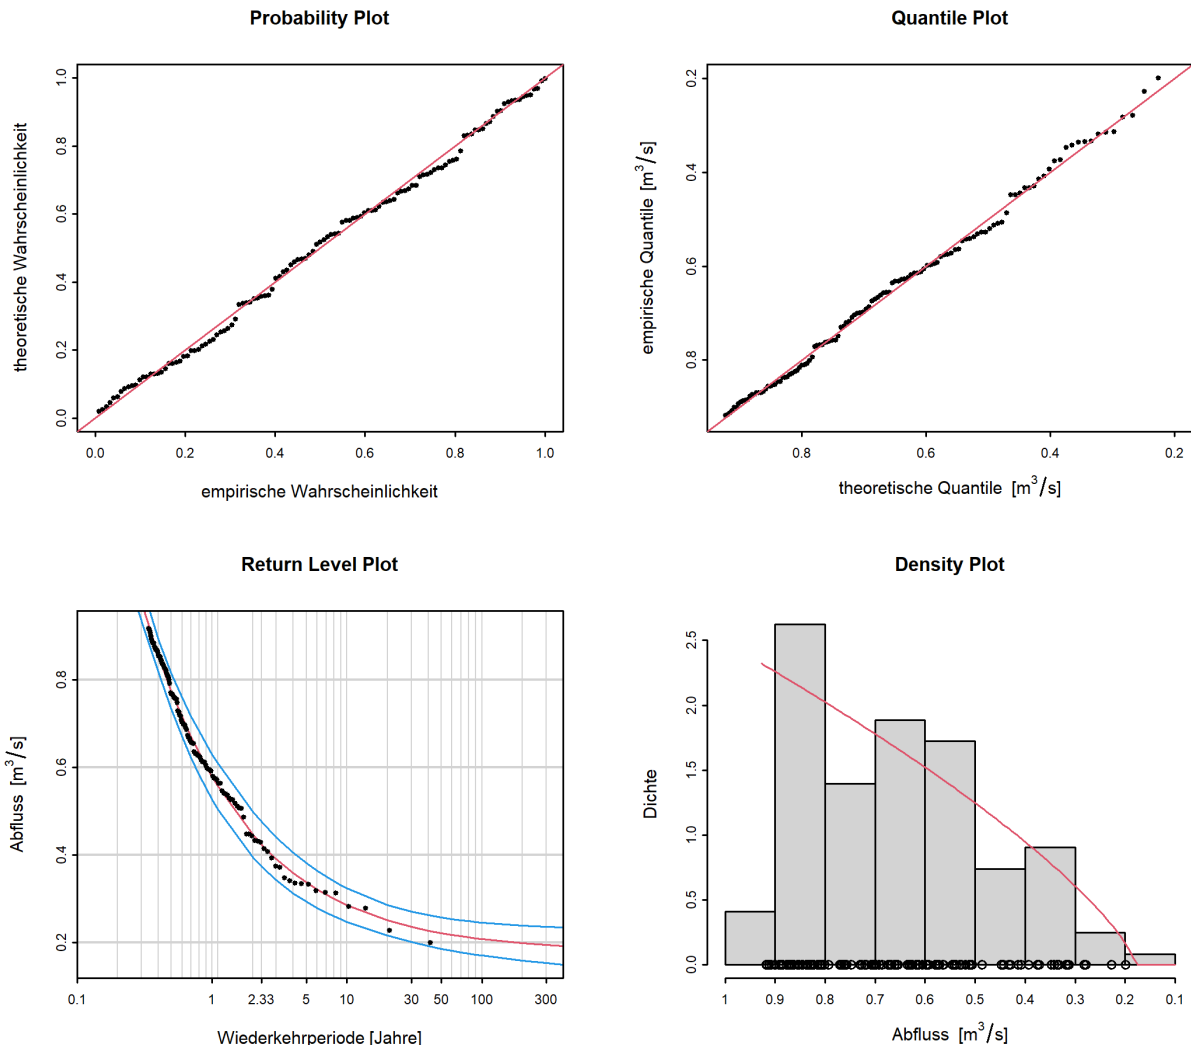 Probability Plot
theoretische Wahrscheinlichkeit
0.0 0.2 0.4 0.6 0.8 1.0
0.0 0.2 0.4 0.6 0.8 1.0
empirische Wahrscheinlichkeit
Quantile Plot
empirische Quantile [m³/s]
0.8 0.6 0.4 0.2
0.8 0.6 0.4 0.2
theoretische Quantile [m³/s]
Return Level Plot
Abfluss [m³/s]
0.2 0.4 0.6 0.8
0.1 1 2.33 5 10 30 50 100 300
Wiederkehrperiode [Jahre]
Density Plot
Dichte
0.0 0.5 1.0 1.5 2.0 2.5
1 0.9 0.8 0.7 0.6 0.5 0.4 0.3 0.2 0.1
Abfluss [m³/s]